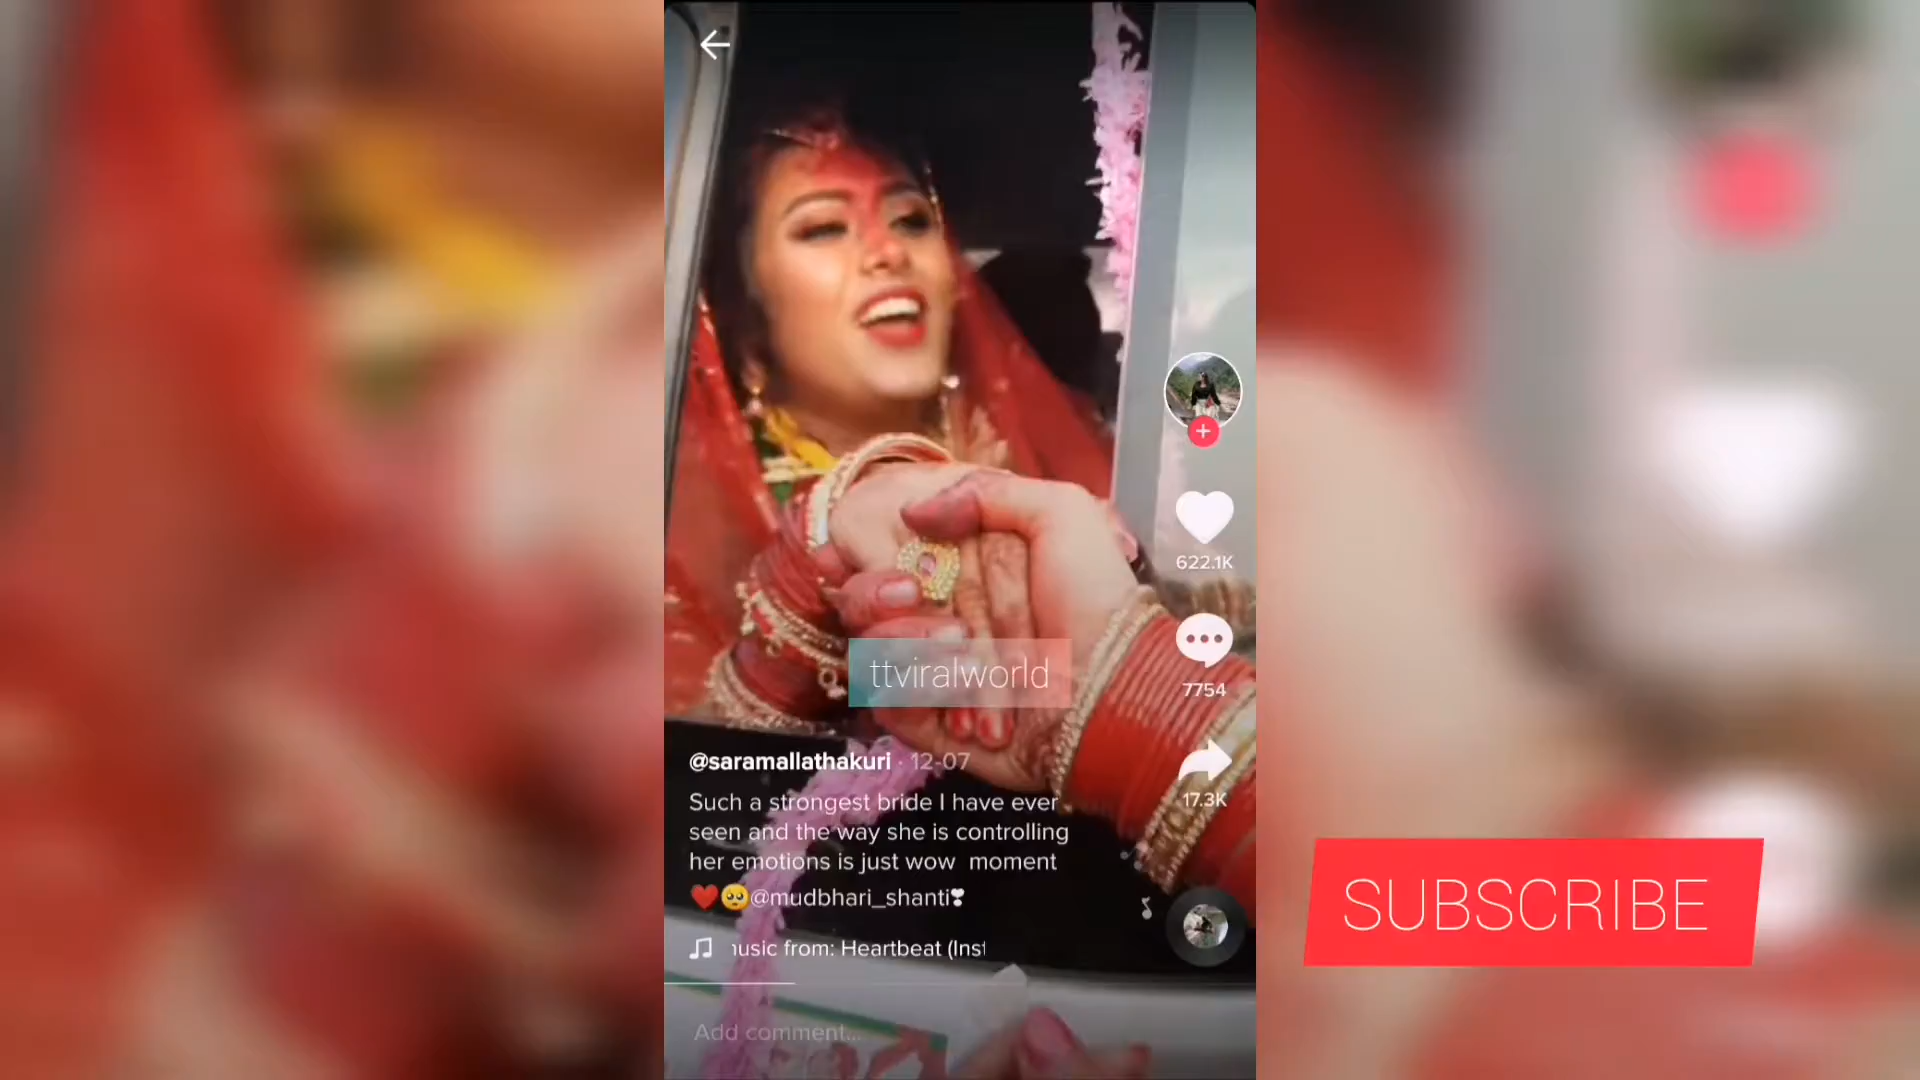 622.1K
7754
17.3K
ttviralworld
@saramallathakuri · 12-07
Such a strongest bride I have ever
seen and the way she is controlling
her emotions is just wow moment
❤️🥺@mudbhari_shanti❣
music from: Heartbeat (Inst
Add comment...
SUBSCRIBE